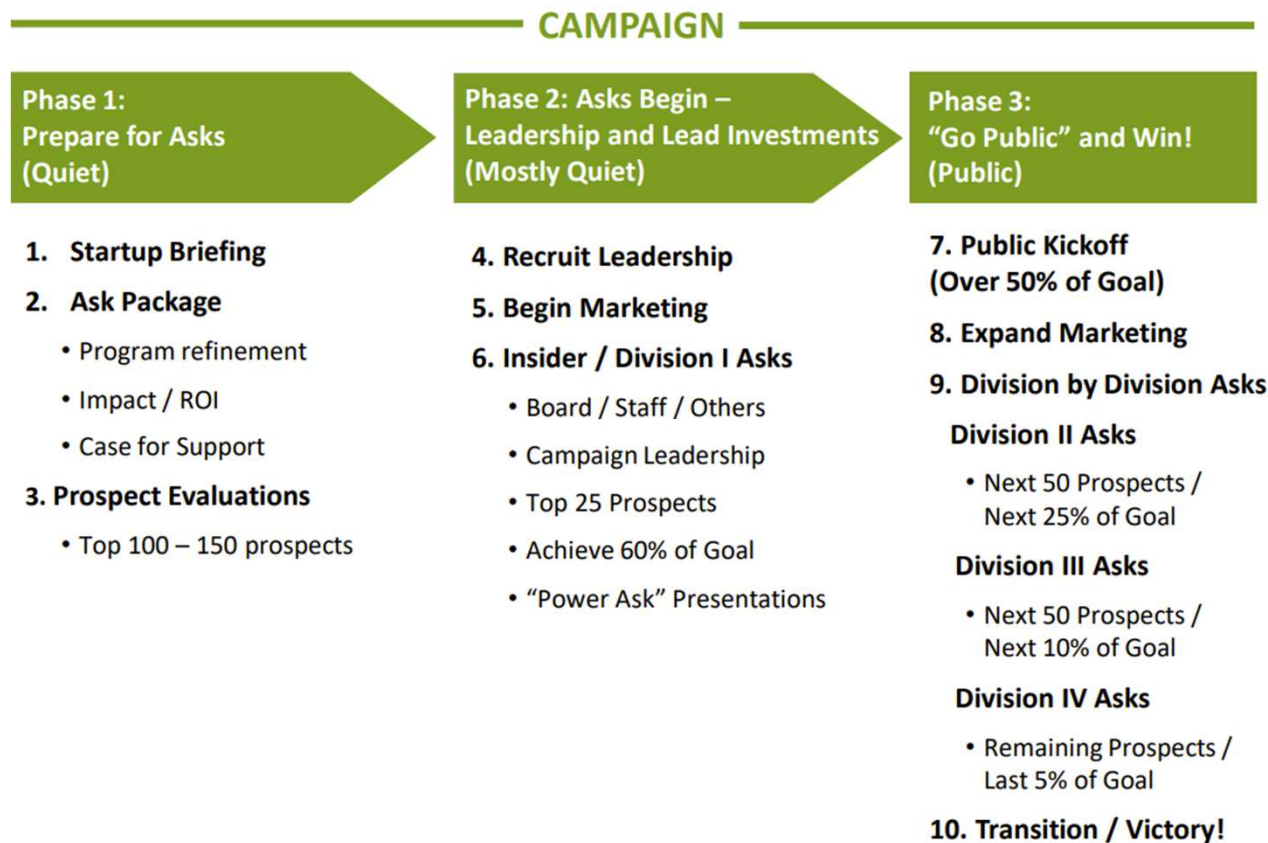 CAMPAIGN
Phase 1:
Prepare for Asks
(Quiet)
1. Startup Briefing
2. Ask Package
• Program refinement
• Impact / ROI
• Case for Support
3. Prospect Evaluations
• Top 100 – 150 prospects
Phase 2: Asks Begin –
Leadership and Lead Investments
(Mostly Quiet)
4. Recruit Leadership
5. Begin Marketing
6. Insider / Division I Asks
• Board / Staff / Others
• Campaign Leadership
• Top 25 Prospects
• Achieve 60% of Goal
• “Power Ask” Presentations
Phase 3:
“Go Public” and Win!
(Public)
7. Public Kickoff
(Over 50% of Goal)
8. Expand Marketing
9. Division by Division Asks
Division II Asks
• Next 50 Prospects /
Next 25% of Goal
Division III Asks
• Next 50 Prospects /
Next 10% of Goal
Division IV Asks
• Remaining Prospects /
Last 5% of Goal
10. Transition / Victory!